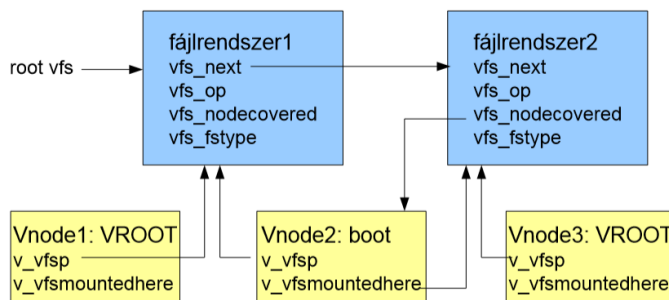 root vfs
fájlrendszer1
vfs_next
vfs_op
vfs_nodecovered
vfs_fstype
fájlrendszer2
vfs_next
vfs_op
vfs_nodecovered
vfs_fstype
Vnode1: VROOT
v_vfsp
v_vfsmountedhere
Vnode2: boot
v_vfsp
v_vfsmountedhere
Vnode3: VROOT
v_vfsp
v_vfsmountedhere